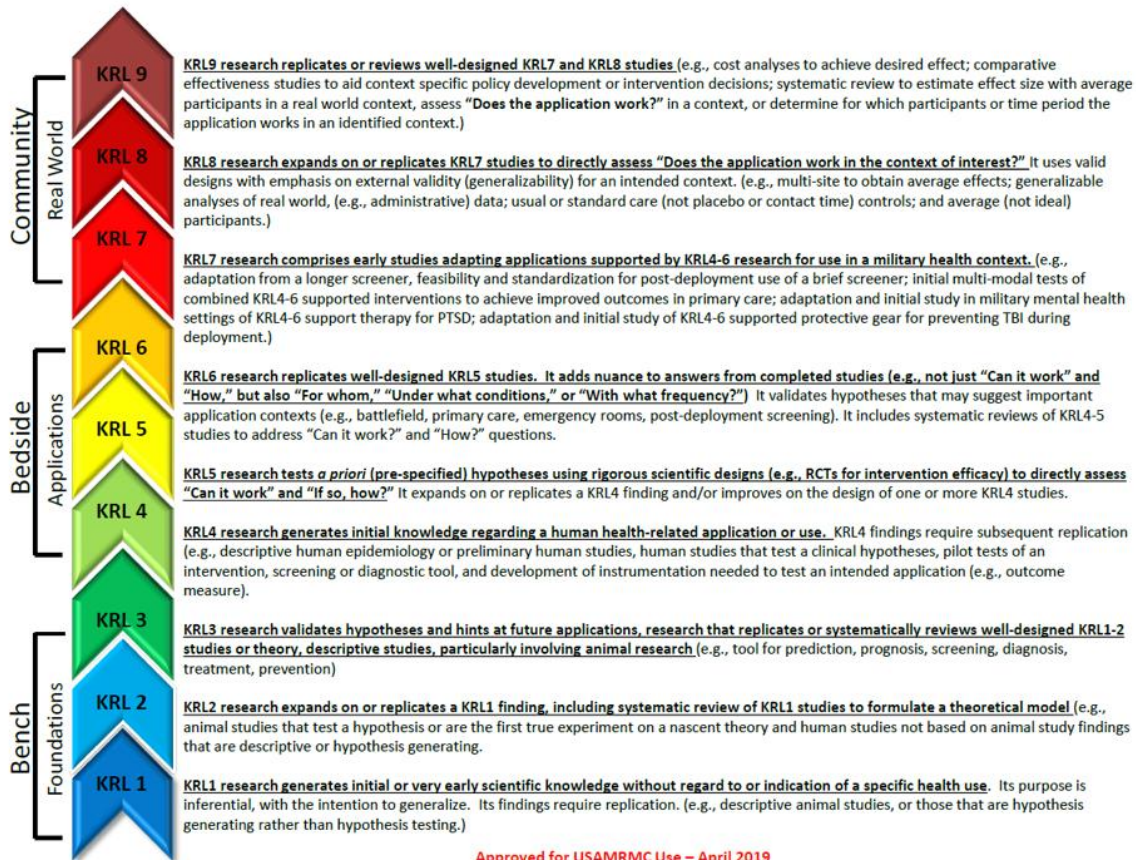 KRL 9
KRL9 research replicates or reviews well-designed KRL7 and KRL8 studies (e.g., cost analyses to achieve desired effect; comparative
effectiveness studies to aid context specific policy development or intervention decisions; systematic review to estimate effect size with average
participants in a real world context, assess “Does the application work?” in a context, or determine for which participants or time period the
application works in an identified context.)
Community
Real World
KRL 8
KRL8 research expands on or replicates KRL7 studies to directly assess “Does the application work in the context of interest?” It uses valid
designs with emphasis on external validity (generalizability) for an intended context. (e.g., multi-site to obtain average effects; generalizable
analyses of real world, (e.g., administrative) data; usual or standard care (not placebo or contact time) controls; and average (not ideal)
participants.)
KRL 7
KRL7 research comprises early studies adapting applications supported by KRL4-6 research for use in a military health context. (e.g.,
adaptation from a longer screener, feasibility and standardization for post-deployment use of a brief screener; initial multi-modal tests of
combined KRL4-6 supported interventions to achieve improved outcomes in primary care; adaptation and initial study in military mental health
settings of KRL4-6 support therapy for PTSD; adaptation and initial study of KRL4-6 supported protective gear for preventing TBI during
deployment.)
KRL 6
KRL6 research replicates well-designed KRL5 studies. It adds nuance to answers from completed studies (e.g., not just “Can it work” and
“How,” but also “For whom,” “Under what conditions,” or “With what frequency?”) It validates hypotheses that may suggest important
application contexts (e.g., battlefield, primary care, emergency rooms, post-deployment screening). It includes systematic reviews of KRL4-5
studies to address “Can it work?” and “How?” questions.
Bedside
Applications
KRL 5
KRL5 research tests a priori (pre-specified) hypotheses using rigorous scientific designs (e.g., RCTs for intervention efficacy) to directly assess
“Can it work” and “If so, how?” It expands on or replicates a KRL4 finding and/or improves on the design of one or more KRL4 studies.
KRL 4
KRL4 research generates initial knowledge regarding a human health-related application or use. KRL4 findings require subsequent replication
(e.g., descriptive human epidemiology or preliminary human studies, human studies that test a clinical hypotheses, pilot tests of an
intervention, screening or diagnostic tool, and development of instrumentation needed to test an intended application (e.g., outcome
measure).
KRL 3
KRL3 research validates hypotheses and hints at future applications, research that replicates or systematically reviews well-designed KRL1-2
studies or theory, descriptive studies, particularly involving animal research (e.g., tool for prediction, prognosis, screening, diagnosis,
treatment, prevention)
Bench
Foundations
KRL 2
KRL2 research expands on or replicates a KRL1 finding, including systematic review of KRL1 studies to formulate a theoretical model (e.g.,
animal studies that test a hypothesis or are the first true experiment on a nascent theory and human studies not based on animal study findings
that are descriptive or hypothesis generating.
KRL 1
KRL1 research generates initial or very early scientific knowledge without regard to or indication of a specific health use. Its purpose is
inferential, with the intention to generalize. Its findings require replication. (e.g., descriptive animal studies, or those that are hypothesis
generating rather than hypothesis testing.)
Approved for USAMRMC Use – April 2019